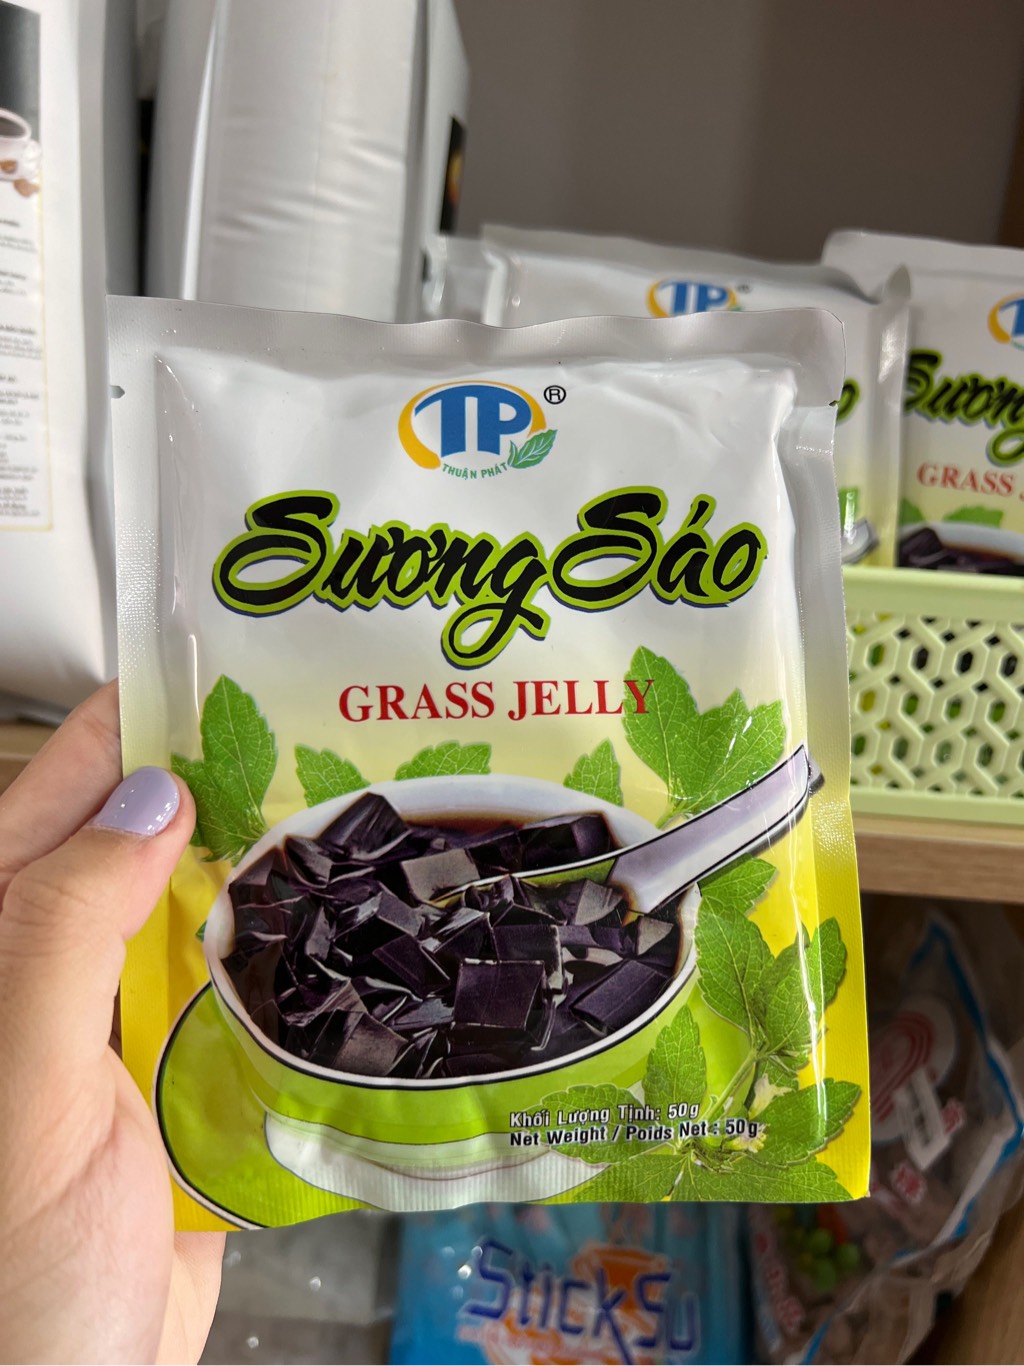 TP®
THUẬN PHÁT
Sương Sáo
GRASS JELLY
Khối Lượng Tịnh: 50g
Net Weight / Poids Net : 50g
TP®
Sương
GRASS
StickSu